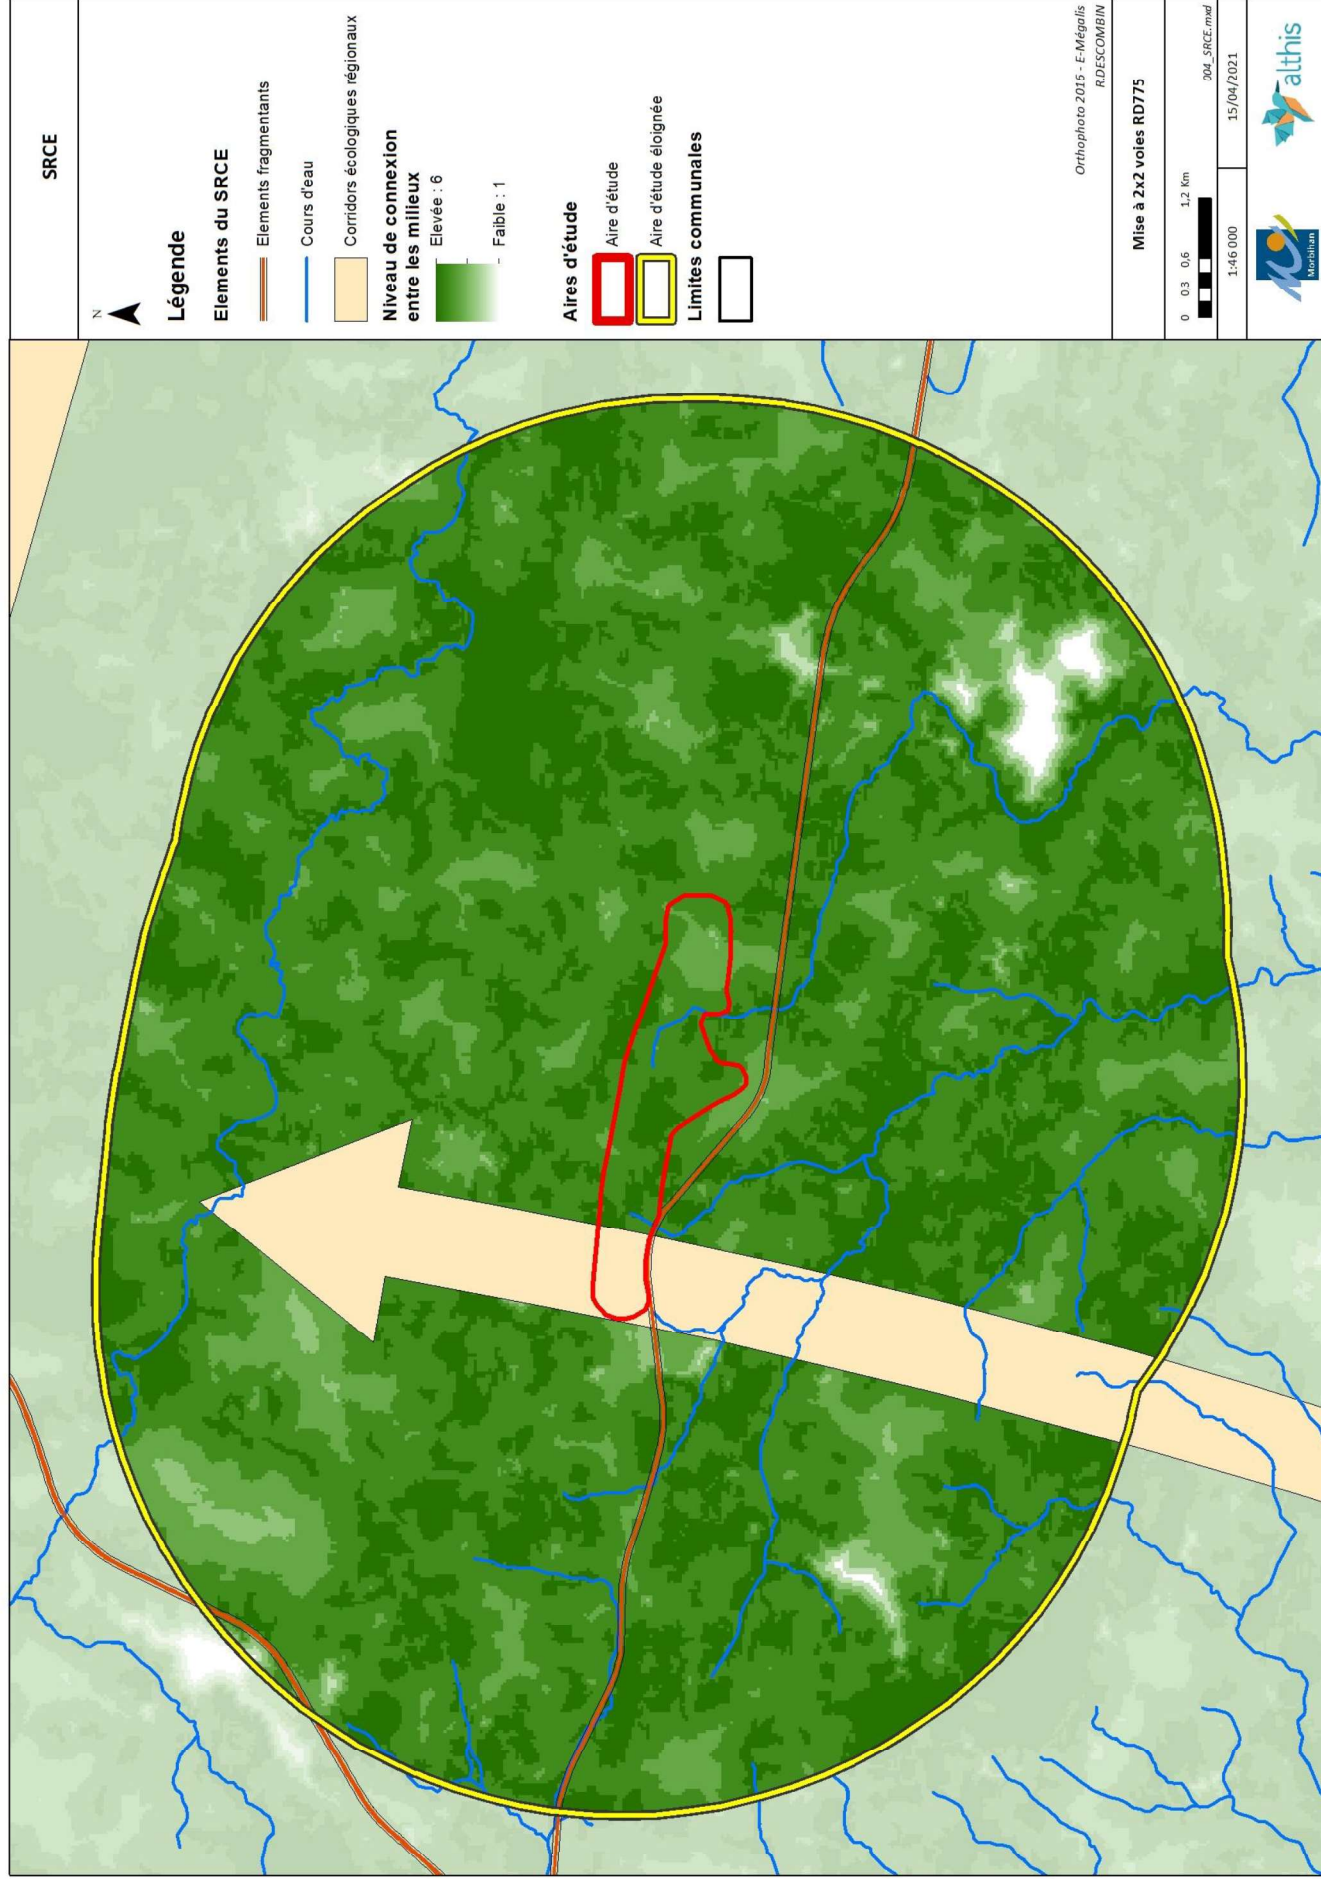 SRCE
N
Légende
Elements du SRCE
Elements fragmentants
Cours d'eau
Corridors écologiques régionaux
Niveau de connexion
entre les milieux
Elevée : 6
Faible : 1
Aires d'étude
Aire d'étude
Aire d'étude éloignée
Limites communales
Orthophoto 2015 - E-Mégalis
R.DESCOMBIN
Mise à 2x2 voies RD775
0 0.3 0,6 1,2 Km
004_SRCE.mxd
1:46 000
15/04/2021
Morbihan
althis